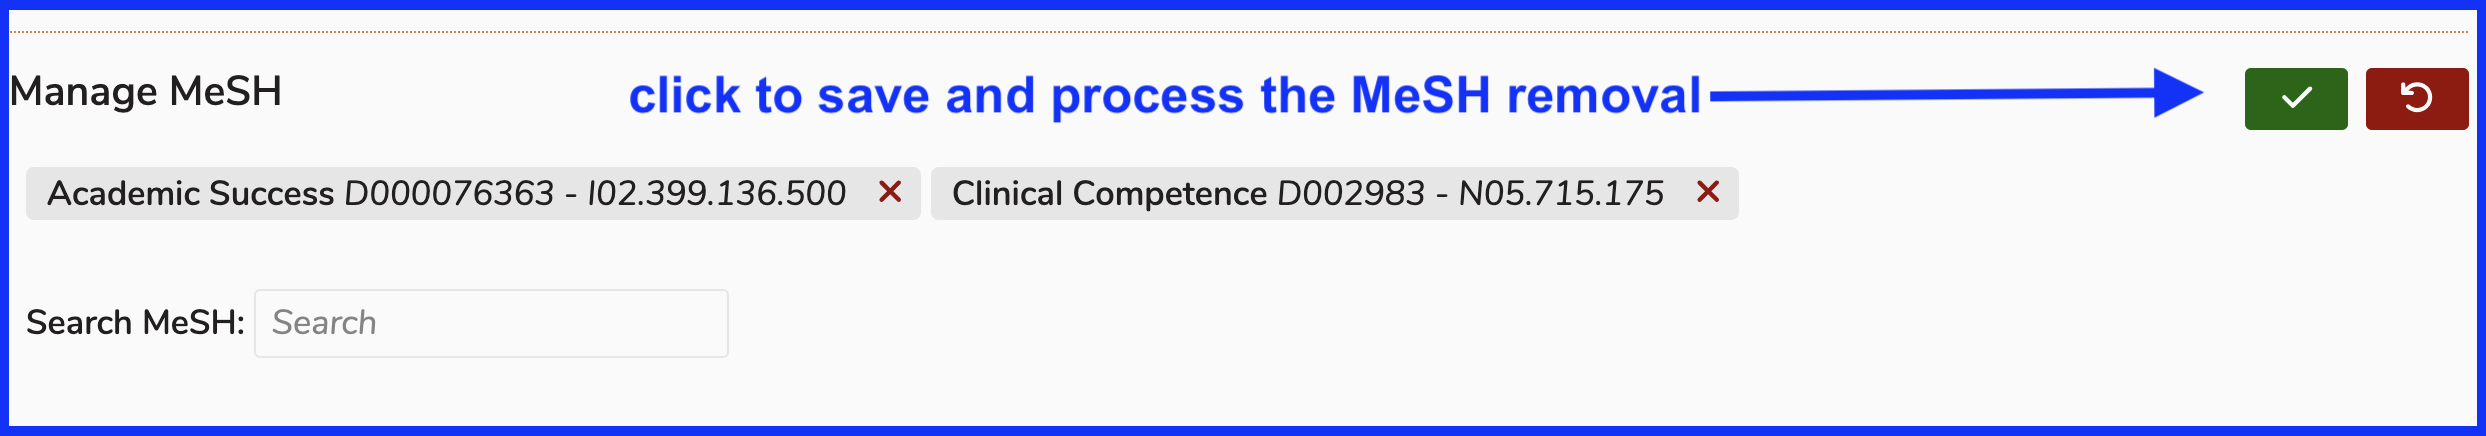 Manage MeSH click to save and process the MeSH removal
Academic Success D000076363 - I02.399.136.500 Clinical Competence D002983 - N05.715.175
Search MeSH: Search